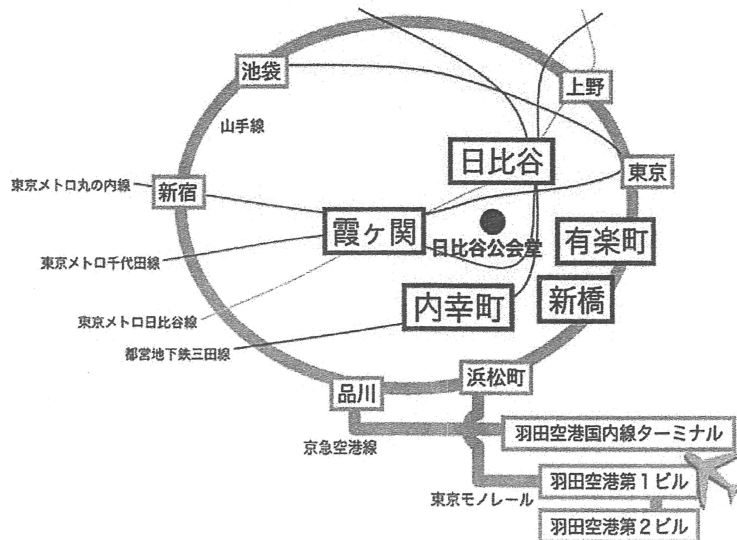 池袋
上野
山手線
日比谷
東京メトロ丸の内線
新宿
東京
霞ヶ関
日比谷公会堂
有楽町
東京メトロ千代田線
内幸町
新橋
東京メトロ日比谷線
都営地下鉄三田線
品川
浜松町
羽田空港国内線ターミナル
京急空港線
羽田空港第1ビル
東京モノレール
羽田空港第2ビル